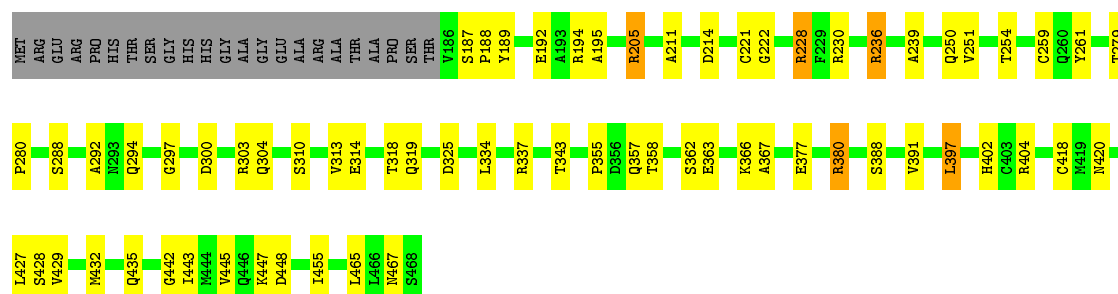 MET ARG GLU ARG PRO HIS THR SER GLY HIS HIS GLY ALA GLY GLU ALA ARG ALA THR ALA PRO SER THR V186 S187 P188 Y189 E192 A193 R194 A195 R205 A211 D214 C221 G222 R228 F229 R230 R236 A239 Q250 V251 T254 C259 Q260 Y261 T279
P280 S288 A292 N293 Q294 G297 D300 R303 Q304 S310 V313 E314 T318 Q319 D325 L334 R337 T343 P355 D356 Q357 T358 S362 E363 K366 A367 E377 R380 S388 V391 L397 H402 C403 R404 C418 M419 N420
L427 S428 V429 M432 Q435 G442 I443 M444 V445 Q446 K447 D448 I455 L465 L466 N467 S468